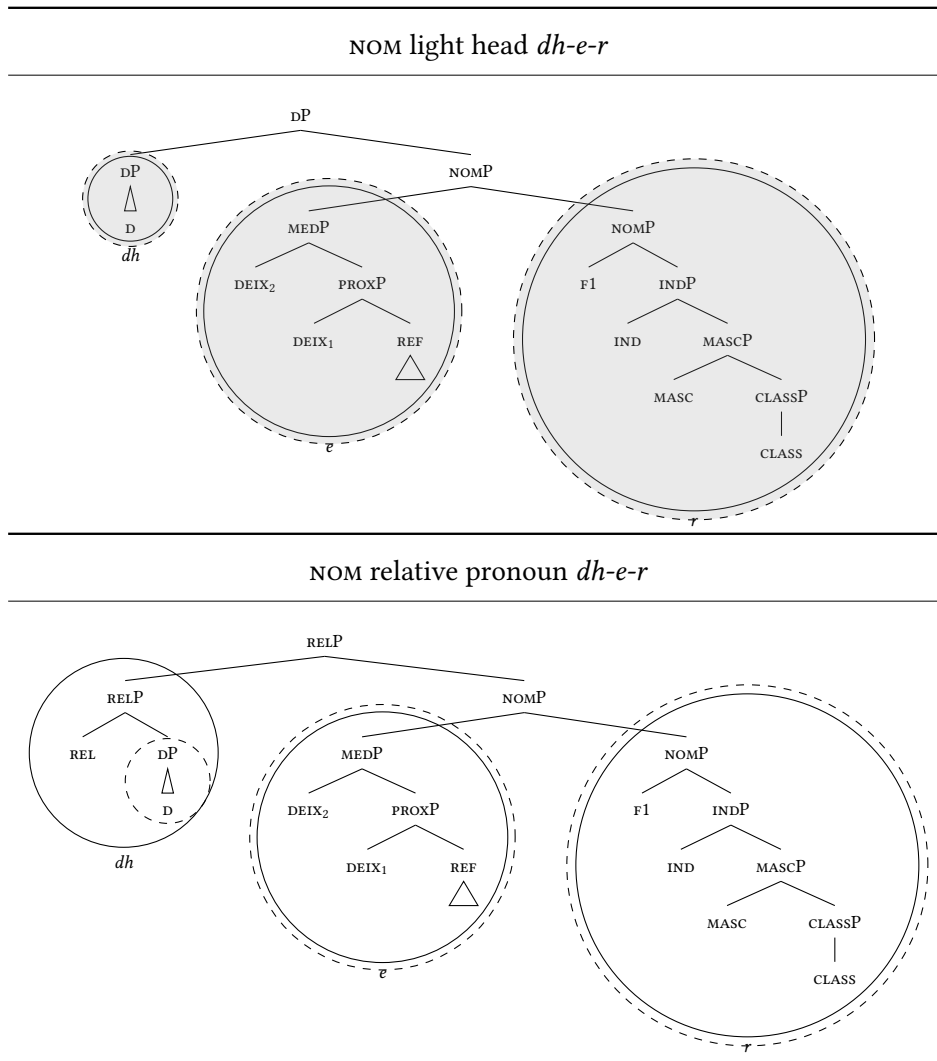 NOM light head dh-e-r
DP
DP NOMP
D MEDP NOMP
dh
DEIX₂ PROXP F1 INDP
DEIX₁ REF IND MASCP
MASC CLASSP
e CLASS
r
NOM relative pronoun dh-e-r
RELP
RELP NOMP
REL DP MEDP NOMP
D DEIX₂ PROXP F1 INDP
dh DEIX₁ REF IND MASCP
MASC CLASSP
e CLASS
r